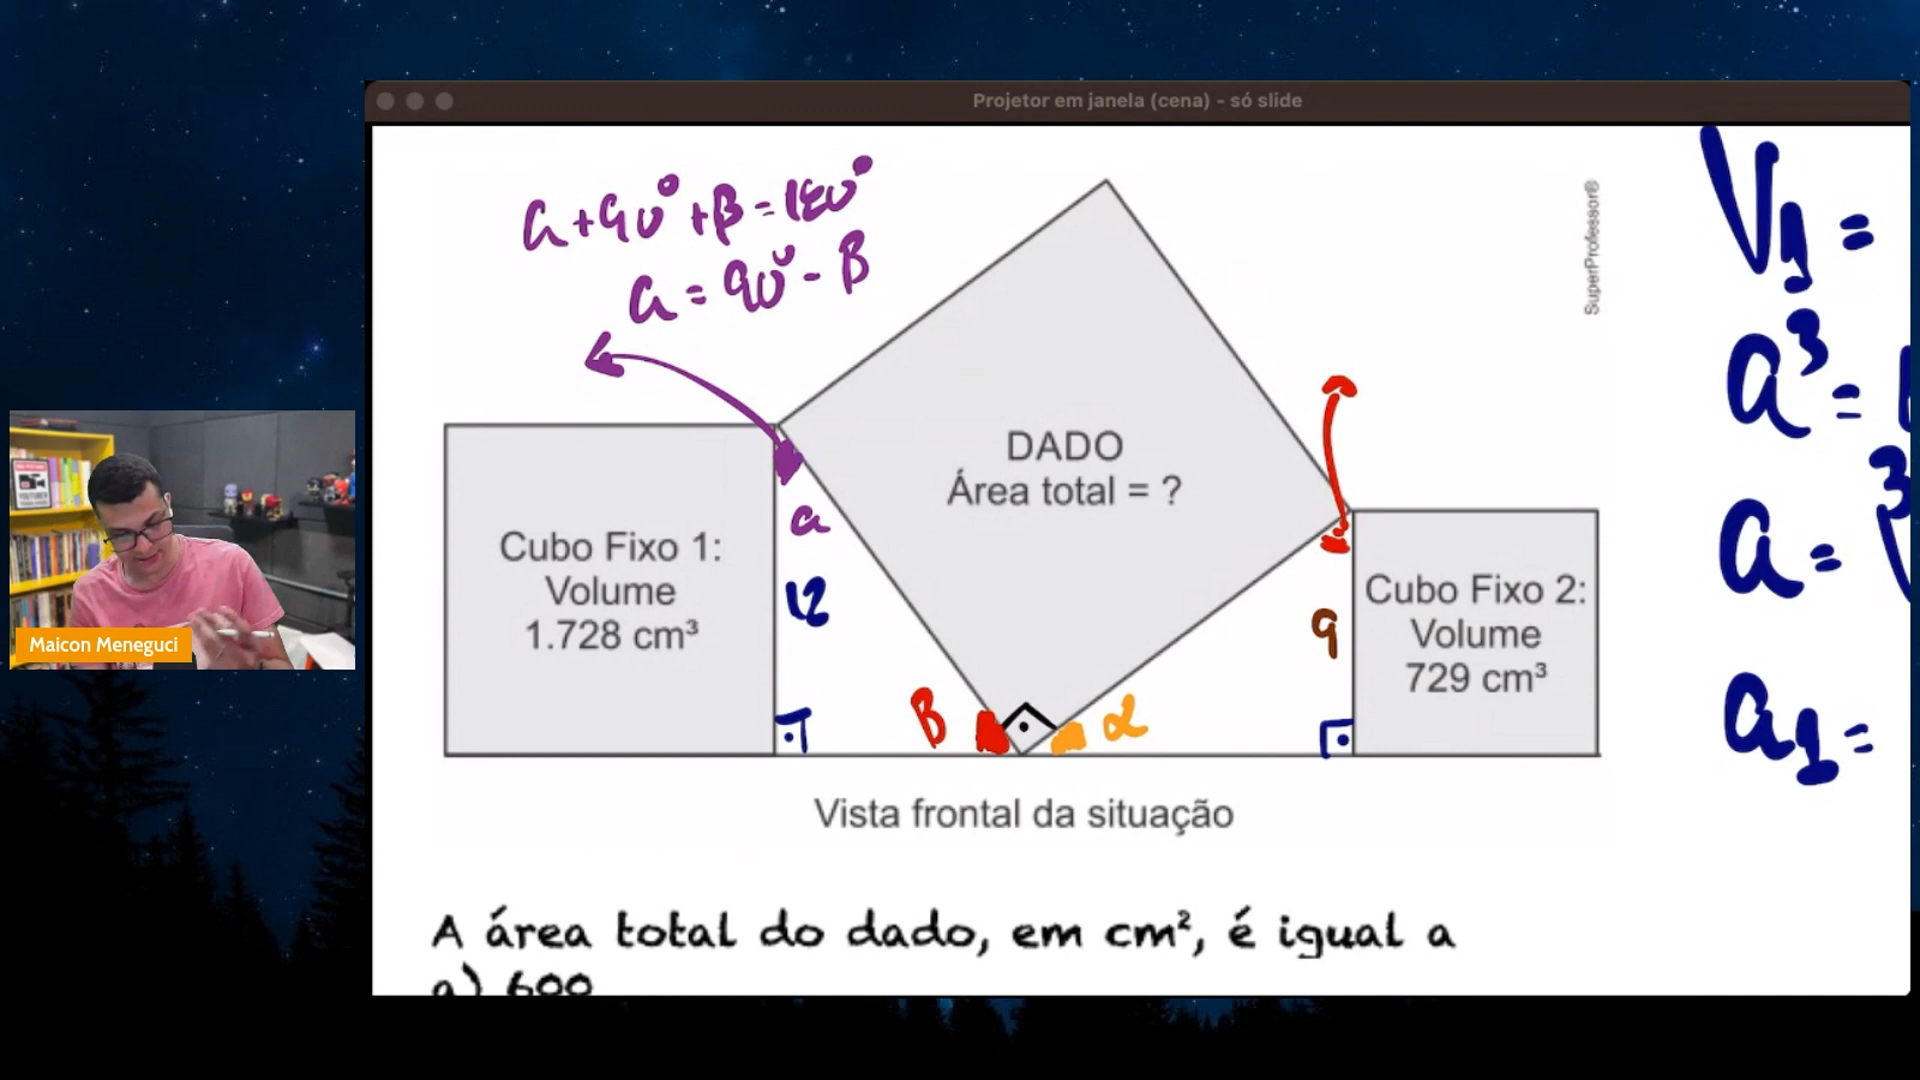 Projetor em janela (cena) - só slide
a+90°+β=180°
a=90°-β
SuperProfessor®
V1=
a³=
DADO
Área total = ?
a
Cubo Fixo 1:
Volume
1.728 cm³
12
9
Cubo Fixo 2:
Volume
729 cm³
a= ³
β
α
a1=
Vista frontal da situação
A área total do dado, em cm², é igual a
a) 600
Maicon Meneguci